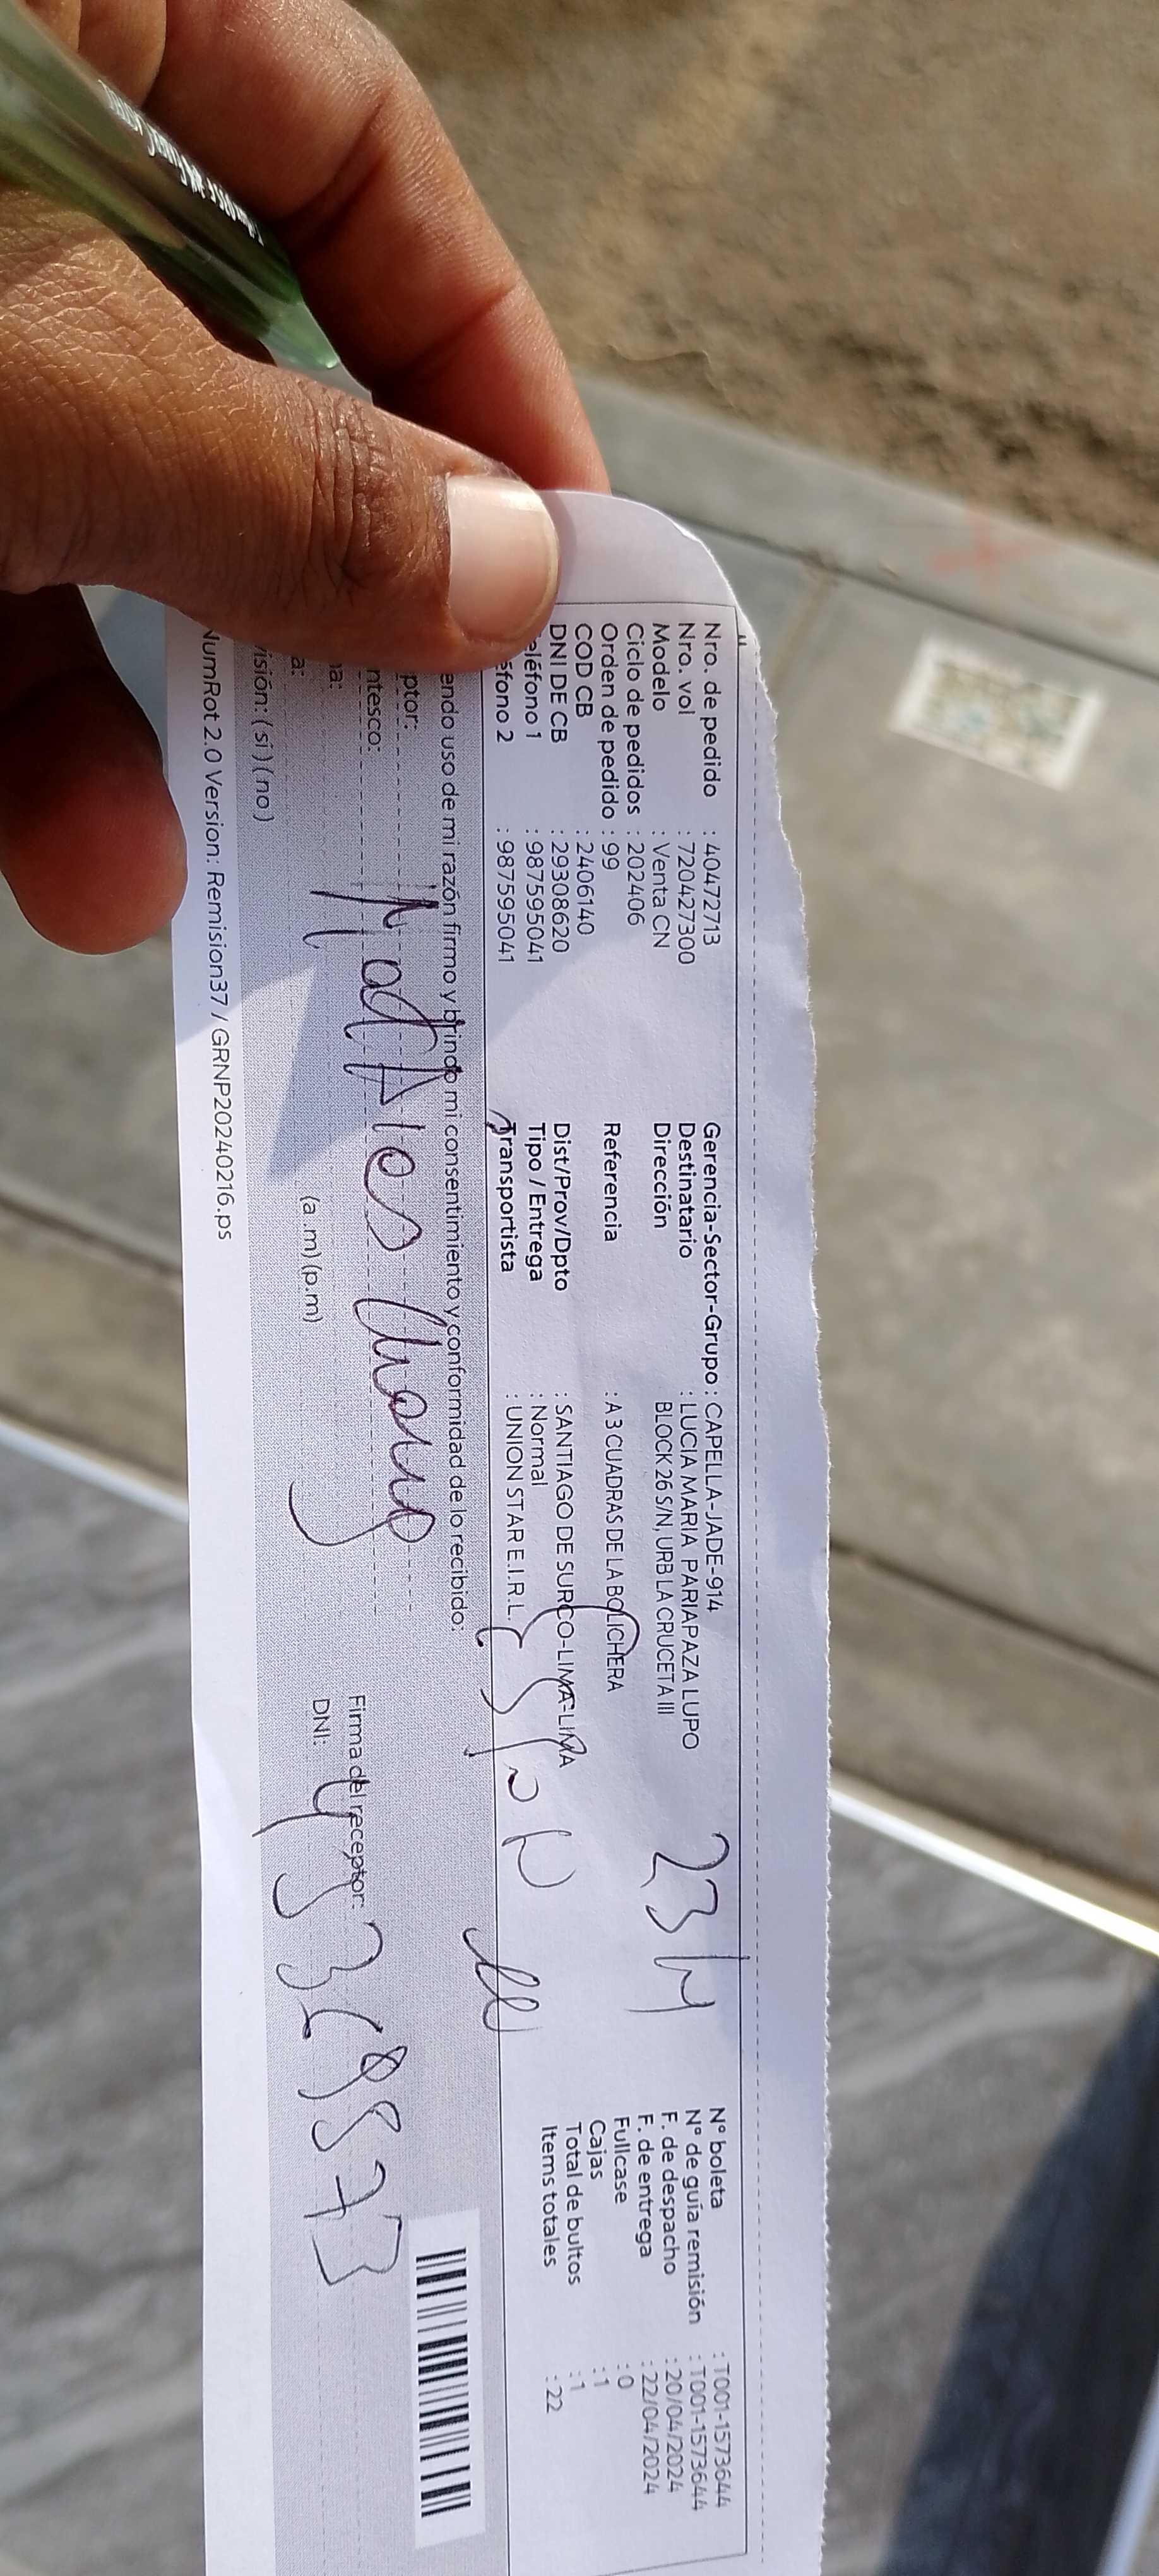 Nro. de pedido : 40472713
Nro. vol : 720427300
Modelo : Venta CN
Ciclo de pedidos : 202406
Orden de pedido : 99
COD CB : 2406140
DNI DE CB : 29308620
eléfono 1 : 987595041
éfono 2 : 987595041
Gerencia-Sector-Grupo : CAPELLA-JADE-914
Destinatario : LUCIA MARIA PARIAPAZA LUPO
Dirección BLOCK 26 S/N, URB LA CRUCETA III
Referencia : A 3 CUADRAS DE LA BOLICHERA
Dist/Prov/Dpto : SANTIAGO DE SURCO-LIMA-LIMA
Tipo / Entrega : Normal
Transportista : UNION STAR E.I.R.L.
N° boleta : T001-1573644
N° de guía remisión : T001-1573644
F. de despacho : 20/04/2024
F. de entrega : 22/04/2024
Fullcase : 0
Cajas : 1
Total de bultos : 1
Items totales : 22
endo uso de mi razón firmo y brindo mi consentimiento y conformidad de lo recibido:
ptor:
ntesco:
na:
a: (a.m) (p.m)
visión: (si) (no)
Firma del receptor:
DNI:
NumRot 2.0 Version: Remision37 / GRNP20240216.ps